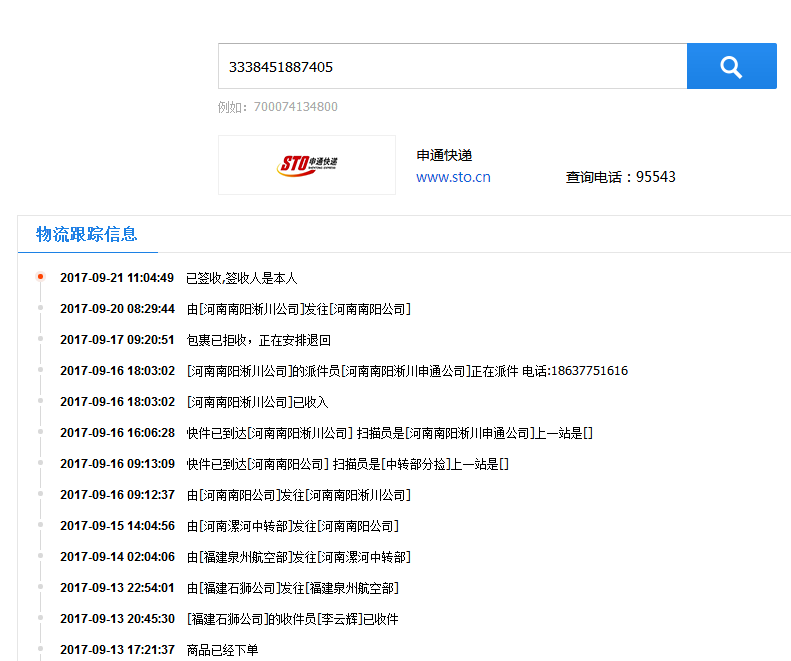 3338451887405
例如：700074134800
STO 申通快递
申通快递
www.sto.cn
查询电话：95543
物流跟踪信息
2017-09-21 11:04:49 已签收,签收人是本人
2017-09-20 08:29:44 由[河南南阳淅川公司]发往[河南南阳公司]
2017-09-17 09:20:51 包裹已拒收，正在安排退回
2017-09-16 18:03:02 [河南南阳淅川公司]的派件员[河南南阳淅川申通公司]正在派件 电话:18637751616
2017-09-16 18:03:02 [河南南阳淅川公司]已收入
2017-09-16 16:06:28 快件已到达[河南南阳淅川公司] 扫描员是[河南南阳淅川申通公司]上一站是[]
2017-09-16 09:13:09 快件已到达[河南南阳公司] 扫描员是[中转部分捡]上一站是[]
2017-09-16 09:12:37 由[河南南阳公司]发往[河南南阳淅川公司]
2017-09-15 14:04:56 由[河南漯河中转部]发往[河南南阳公司]
2017-09-14 02:04:06 由[福建泉州航空部]发往[河南漯河中转部]
2017-09-13 22:54:01 由[福建石狮公司]发往[福建泉州航空部]
2017-09-13 20:45:30 [福建石狮公司]的收件员[李云辉]已收件
2017-09-13 17:21:37 商品已经下单